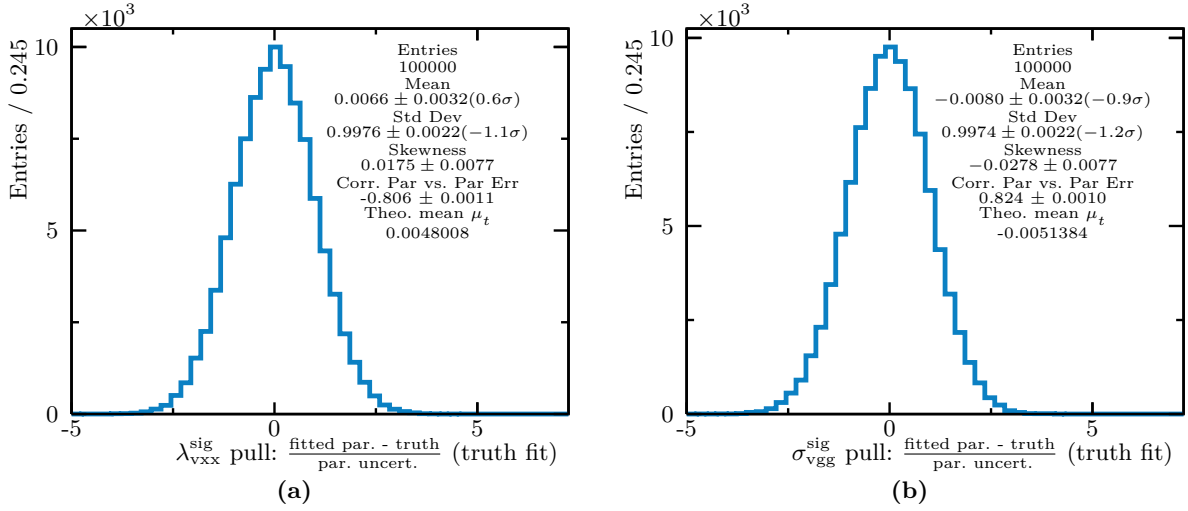 ×10³
Entries / 0.245
10
5
0
-5
0
5
Entries
100000
Mean
0.0066 ± 0.0032(0.6σ)
Std Dev
0.9976 ± 0.0022(−1.1σ)
Skewness
0.0175 ± 0.0077
Corr. Par vs. Par Err
-0.806 ± 0.0011
Theo. mean μ_t
0.0048008
λ_vxx^sig pull: (fitted par. - truth)/(par. uncert.) (truth fit)
(a)
×10³
Entries / 0.245
10
5
0
-5
0
5
Entries
100000
Mean
−0.0080 ± 0.0032(−0.9σ)
Std Dev
0.9974 ± 0.0022(−1.2σ)
Skewness
−0.0278 ± 0.0077
Corr. Par vs. Par Err
0.824 ± 0.0010
Theo. mean μ_t
-0.0051384
σ_vgg^sig pull: (fitted par. - truth)/(par. uncert.) (truth fit)
(b)